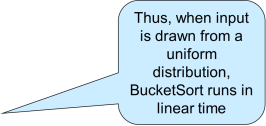 Thus, when input
is drawn from a
uniform
distribution,
BucketSort runs in
linear time